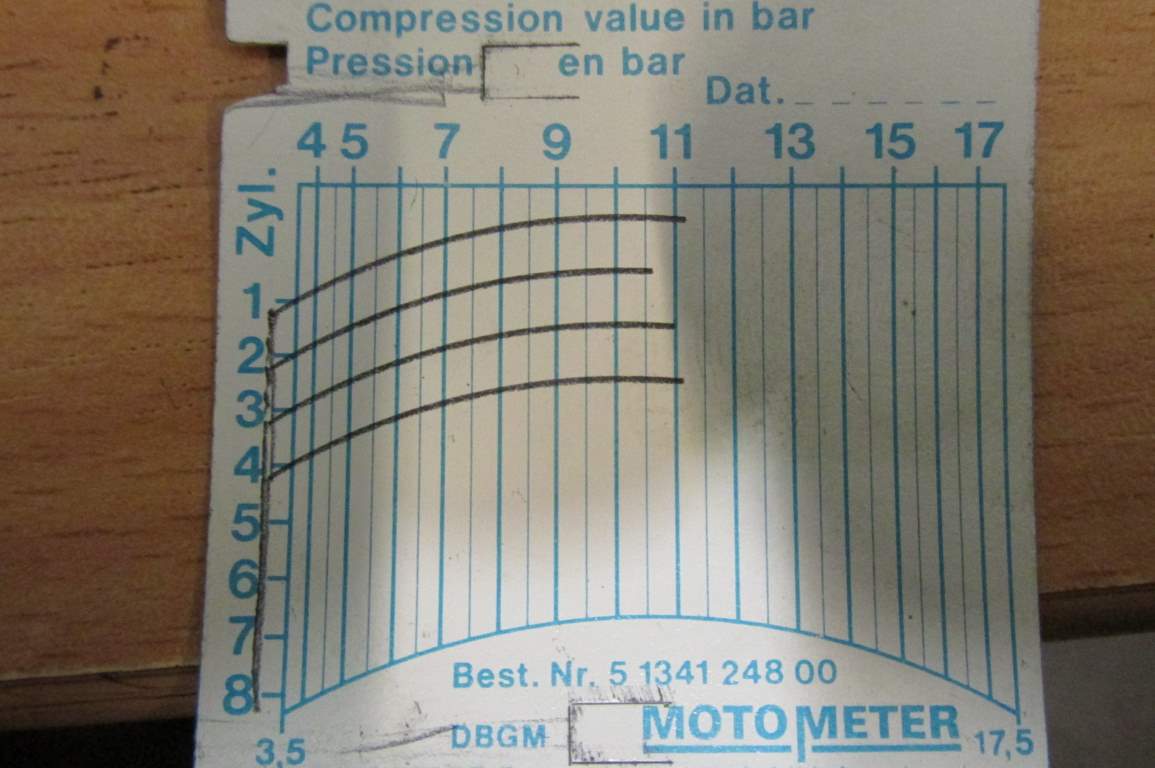 Compression value in bar
Pression en bar
Dat.
4 5 7 9 11 13 15 17
Zyl.
1
2
3
4
5
6
7
8
Best. Nr. 5 1341 248 00
3,5 DBGM MOTOMETER 17,5